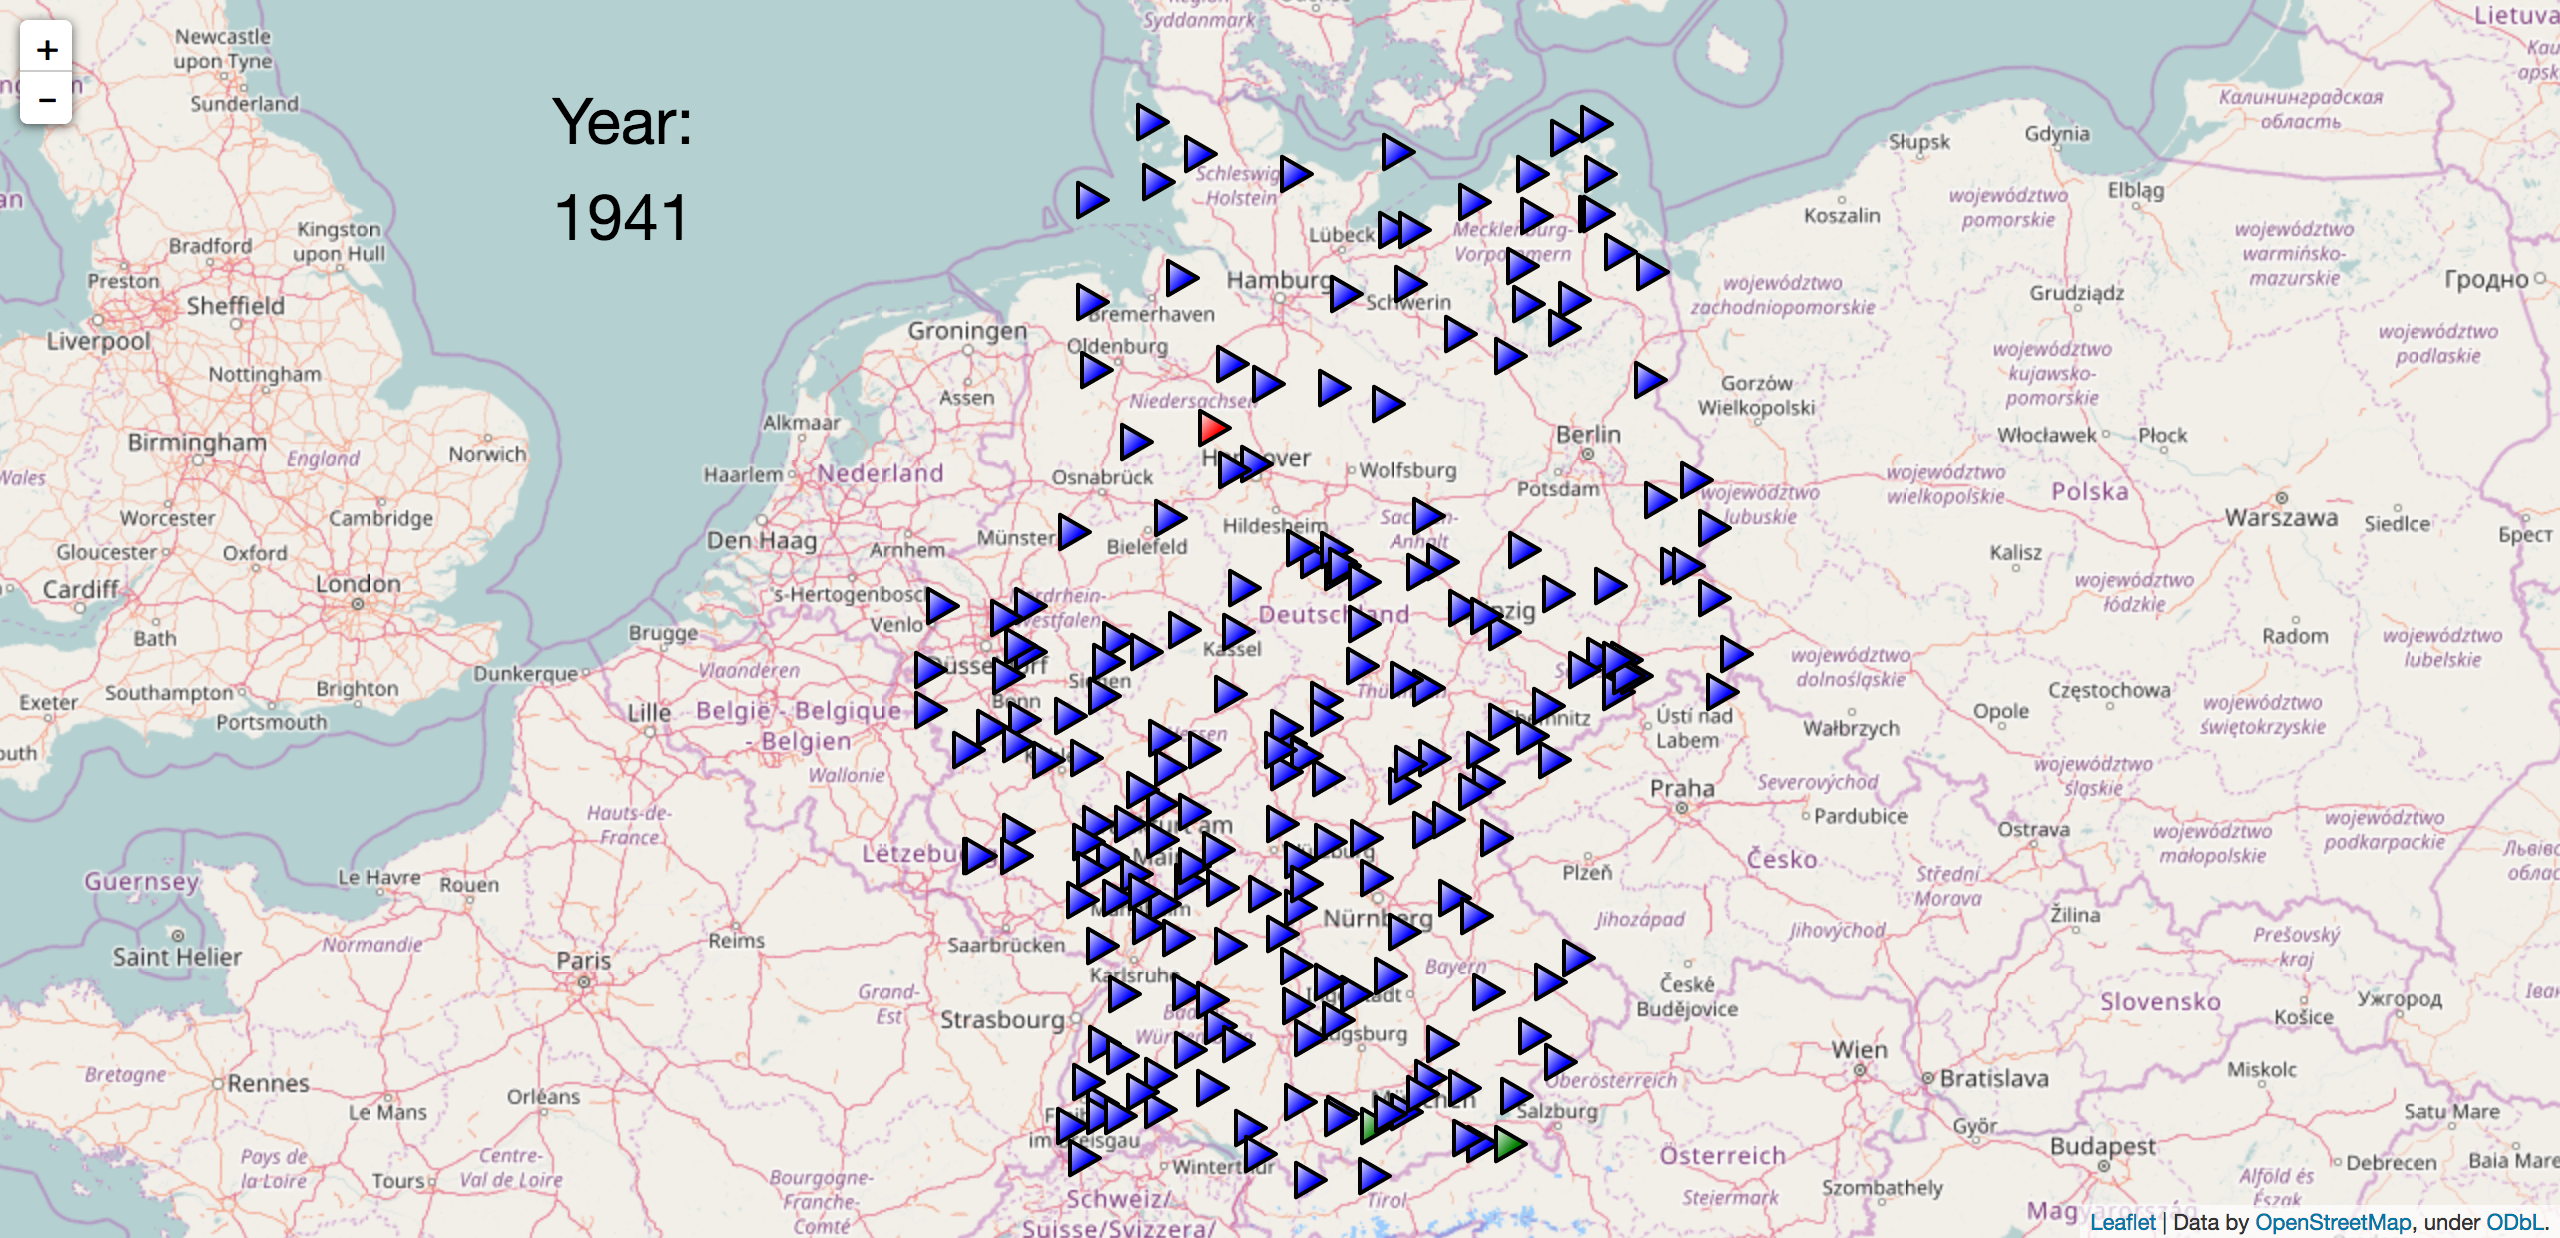 Newcastle
upon Tyne
Syddanmark
Lietuva
+
−
Sunderland
Year:
1941
Калининградская
область
Gdynia
Słupsk
Schleswig
Holstein
Elbląg
województwo
pomorskie
Koszalin
Kingston
upon Hull
Bradford
Lübeck
województwo
warmińsko-
mazurskie
Preston
Sheffield
Hamburg
Schwerin
województwo
zachodniopomorskie
Grudziądz
Гродно
Liverpool
Groningen
Bremerhaven
Oldenburg
województwo
podlaskie
Nottingham
Assen
Niedersachsen
województwo
kujawsko-
pomorskie
Gorzów
Wielkopolski
Alkmaar
Birmingham
England
Norwich
Berlin
Włocławek
Płock
Wales
Haarlem
Nederland
Osnabrück
Wolfsburg
Potsdam
województwo
wielkopolskie
Polska
województwo
lubuskie
Worcester
Cambridge
Warszawa
Siedlce
Брест
Gloucester
Oxford
Den Haag
Arnhem
Münster
Bielefeld
Hildesheim
Kalisz
Cardiff
London
's-Hertogenbosc
województwo
łódzkie
Deutschland
Bath
Brugge
Venlo
Radom
województwo
lubelskie
Kassel
Exeter
Southampton
Brighton
Portsmouth
Dunkerque
Vlaanderen
Siegen
Bonn
województwo
dolnośląskie
Częstochowa
Lille
België - Belgique
- Belgien
Chemnitz
Ústí nad
Labem
Wałbrzych
Opole
województwo
świętokrzyskie
Wallonie
Hessen
Praha
Severovýchod
województwo
śląskie
Hauts-de-
France
Pardubice
Ostrava
województwo
małopolskie
województwo
podkarpackie
Guernsey
Le Havre
Rouen
Plzeň
Česko
Střední
Morava
Saint Helier
Normandie
Reims
Saarbrücken
Nürnberg
Jihozápad
Jihovýchod
Žilina
Prešovský
kraj
Paris
Karlsruhe
Bayern
Grand-
Est
České
Budějovice
Slovensko
Ужгород
Košice
Strasbourg
Augsburg
Bretagne
Rennes
Le Mans
Orléans
Oberösterreich
Wien
Bratislava
Miskolc
Salzburg
Satu Mare
im Breisgau
Győr
Budapest
Pays de
la Loire
Tours
Centre-
Val de Loire
Bourgogne-
Franche-
Comté
Winterthur
Österreich
Debrecen
Baia Mare
Schweiz/
Suisse/Svizzera/
Tirol
Steiermark
Szombathely
Alföld és
Észak
Leaflet | Data by OpenStreetMap, under ODbL.